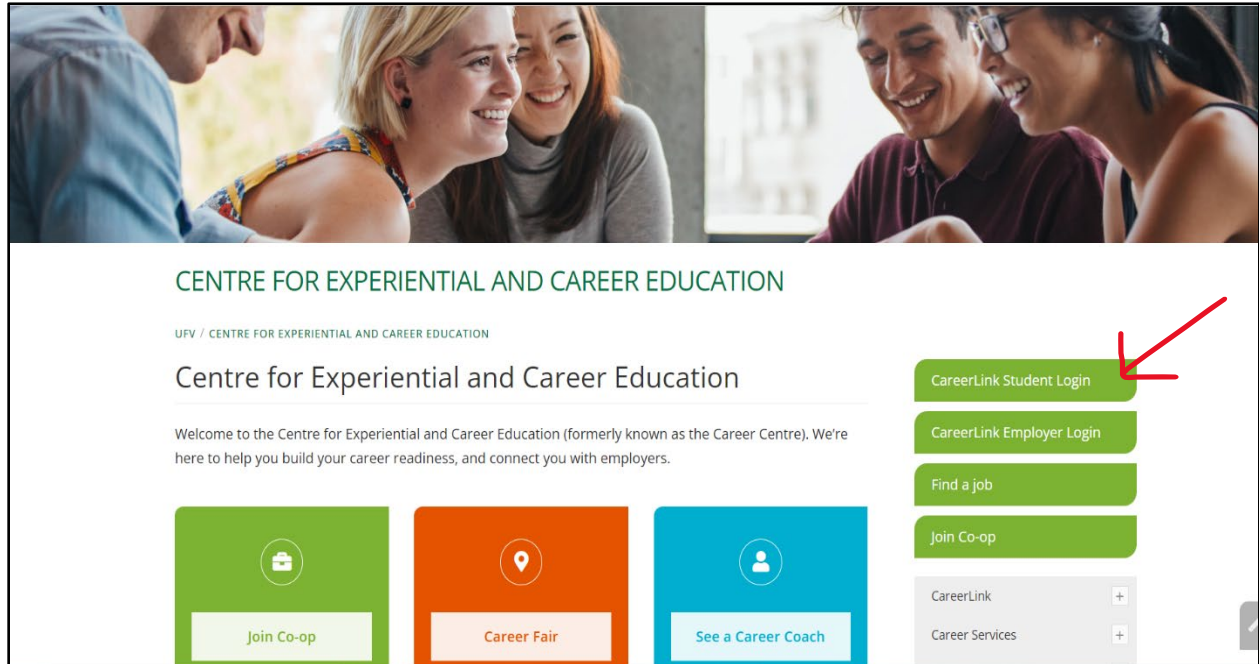 CENTRE FOR EXPERIENTIAL AND CAREER EDUCATION
UFV / CENTRE FOR EXPERIENTIAL AND CAREER EDUCATION
Centre for Experiential and Career Education
Welcome to the Centre for Experiential and Career Education (formerly known as the Career Centre). We're
here to help you build your career readiness, and connect you with employers.
Join Co-op
Career Fair
See a Career Coach
CareerLink Student Login
CareerLink Employer Login
Find a job
Join Co-op
CareerLink +
Career Services +